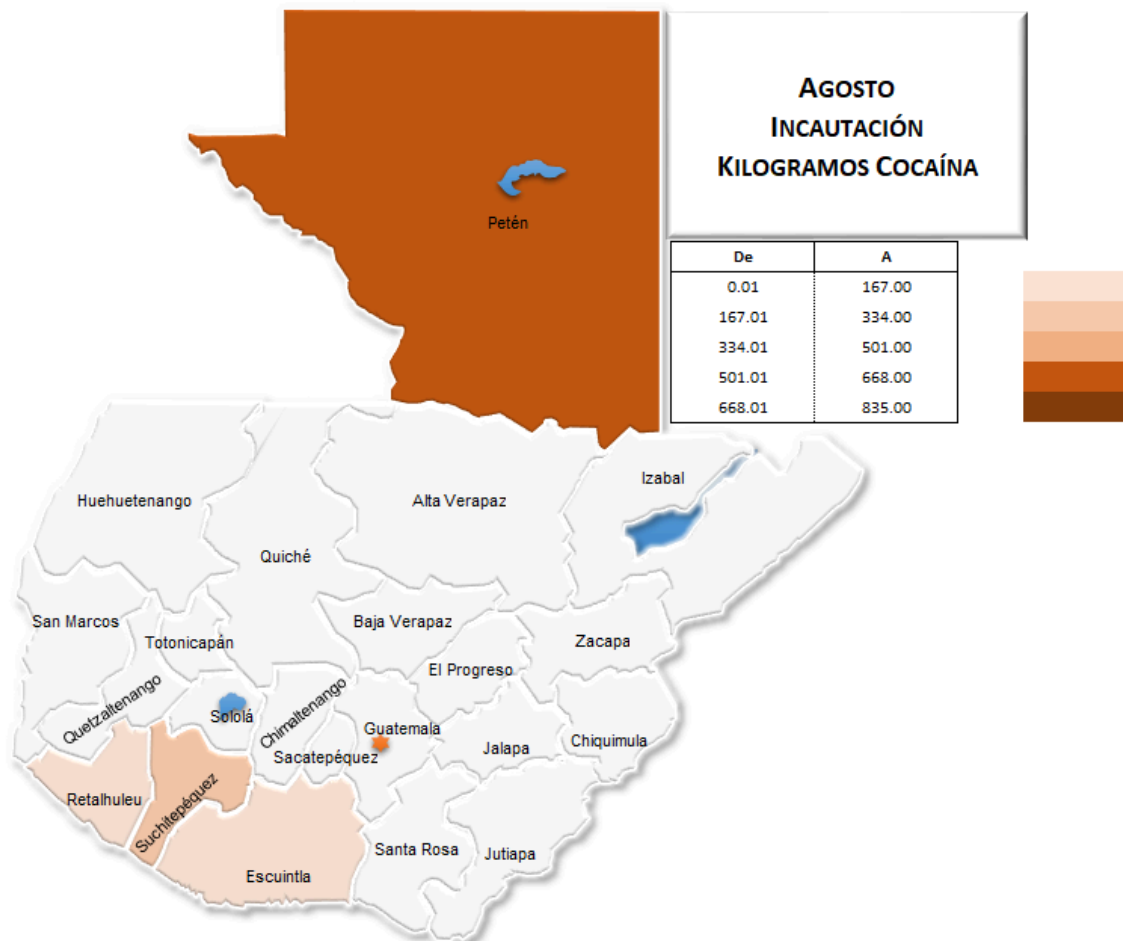 AGOSTO
INCAUTACIÓN
KILOGRAMOS COCAÍNA
De A
0.01 167.00
167.01 334.00
334.01 501.00
501.01 668.00
668.01 835.00
Petén
Huehuetenango
Alta Verapaz
Izabal
Quiché
San Marcos
Totonicapán
Baja Verapaz
Zacapa
El Progreso
Quetzaltenango
Sololá
Chimaltenango
Sacatepéquez
Guatemala
Jalapa
Chiquimula
Retalhuleu
Suchitepéquez
Escuintla
Santa Rosa
Jutiapa